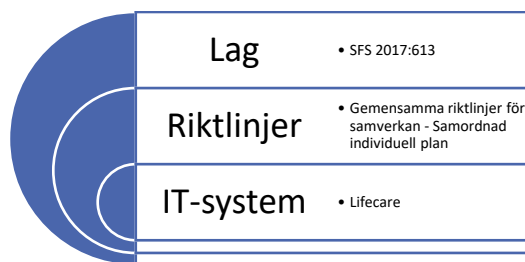 Lag
• SFS 2017:613
Riktlinjer
• Gemensamma riktlinjer för
samverkan - Samordnad
individuell plan
IT-system
• Lifecare